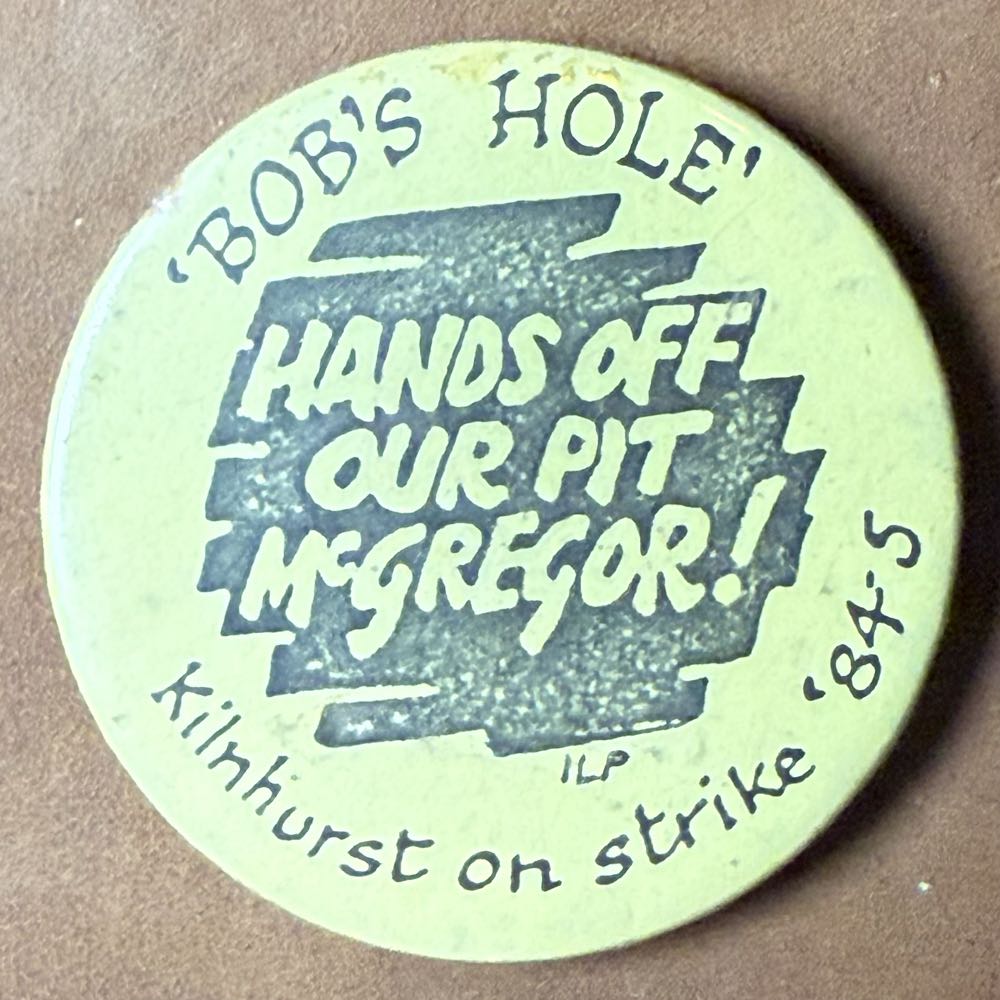 'BOB'S HOLE'
HANDS OFF
OUR PIT
McGREGOR!
ILP
Kilnhurst on strike '84-5